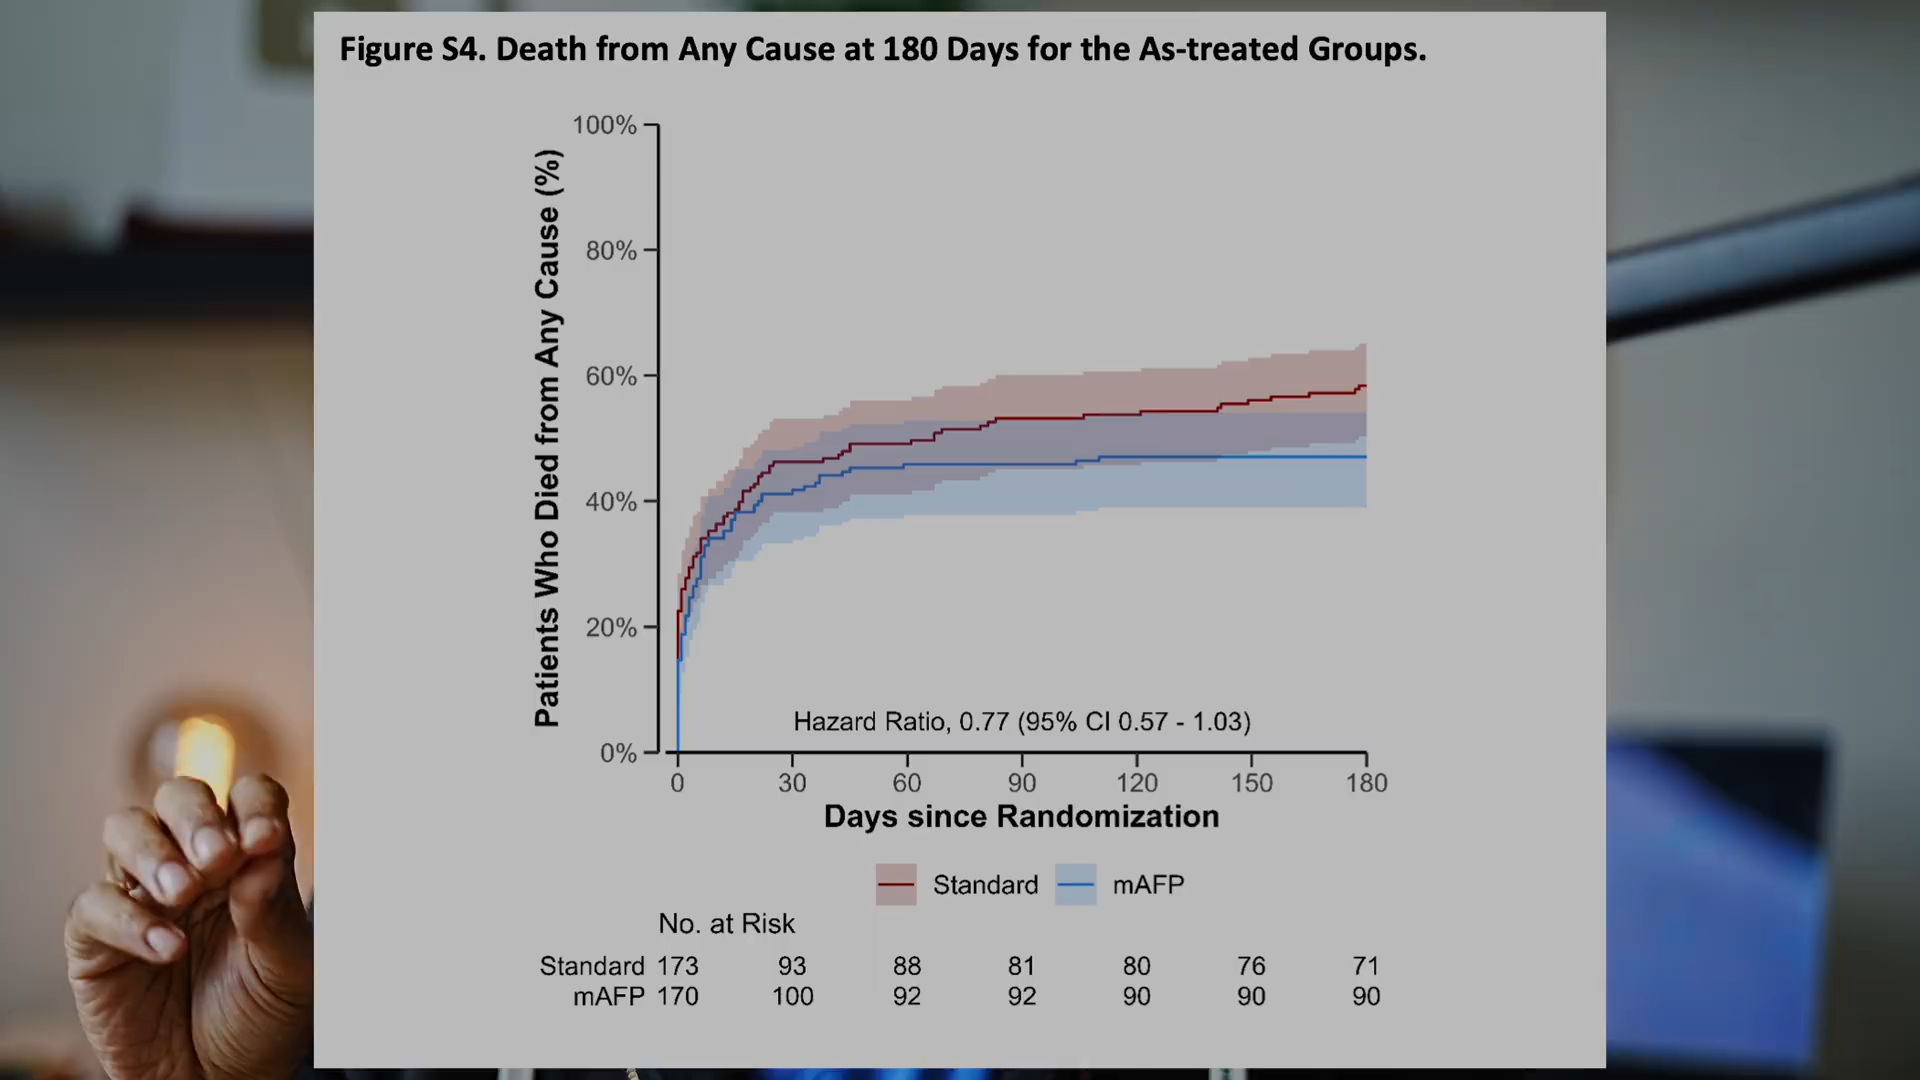 Figure S4. Death from Any Cause at 180 Days for the As-treated Groups.
Patients Who Died from Any Cause (%)
100%
80%
60%
40%
20%
0%
Hazard Ratio, 0.77 (95% CI 0.57 - 1.03)
0 30 60 90 120 150 180
Days since Randomization
Standard mAFP
No. at Risk
Standard 173 93 88 81 80 76 71
mAFP 170 100 92 92 90 90 90